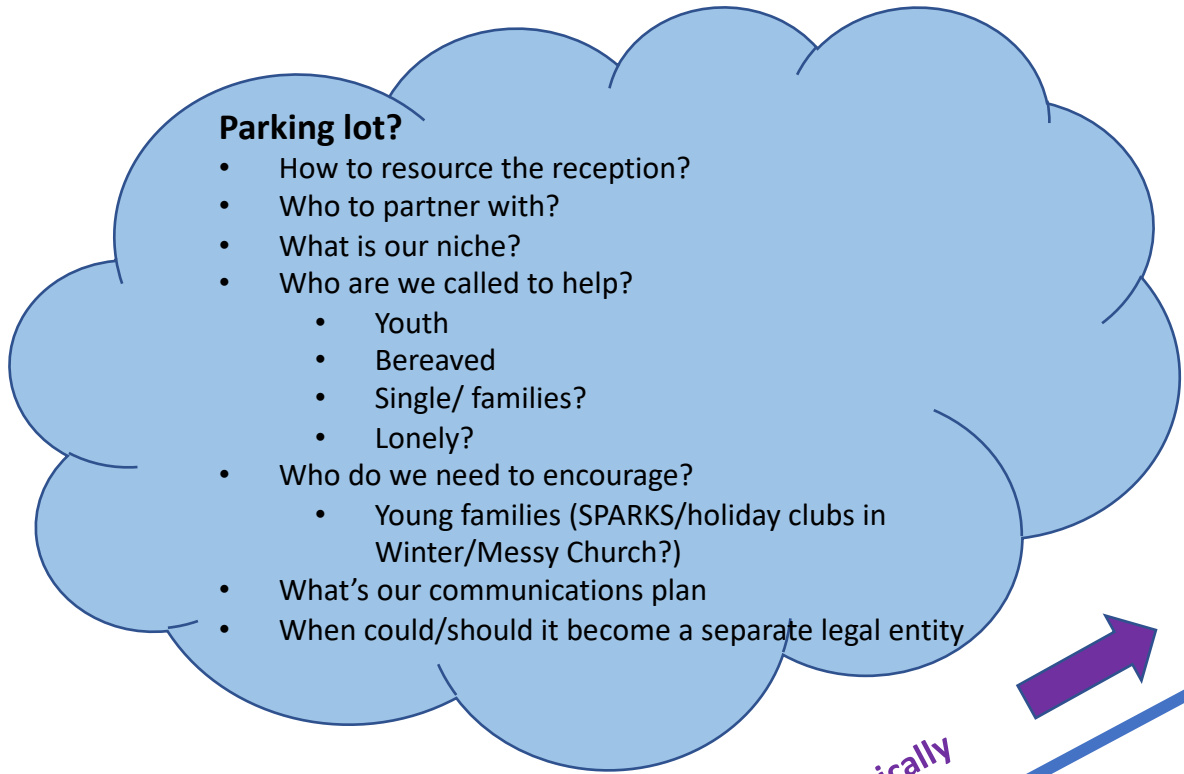 Parking lot?
• How to resource the reception?
• Who to partner with?
• What is our niche?
• Who are we called to help?
• Youth
• Bereaved
• Single/ families?
• Lonely?
• Who do we need to encourage?
• Young families (SPARKS/holiday clubs in
Winter/Messy Church?)
• What’s our communications plan
• When could/should it become a separate legal entity